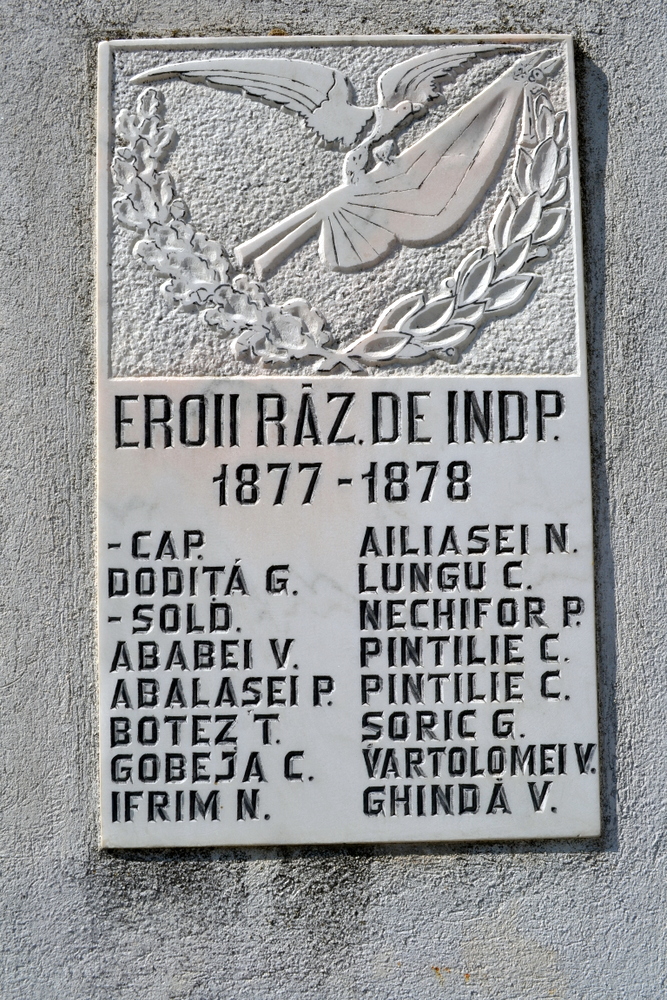 EROII RĂZ. DE INDP.
1877 - 1878
- CAP.
DODIȚĂ G.
- SOLD.
ABABEI V.
ABALAȘEI P.
BOTEZ T.
GOBEJA C.
IFRIM N.
AILIASEI N.
LUNGU C.
NECHIFOR P.
PINTILIE C.
PINTILIE C.
SORIC G.
VARTOLOMEI V.
GHINDĂ V.